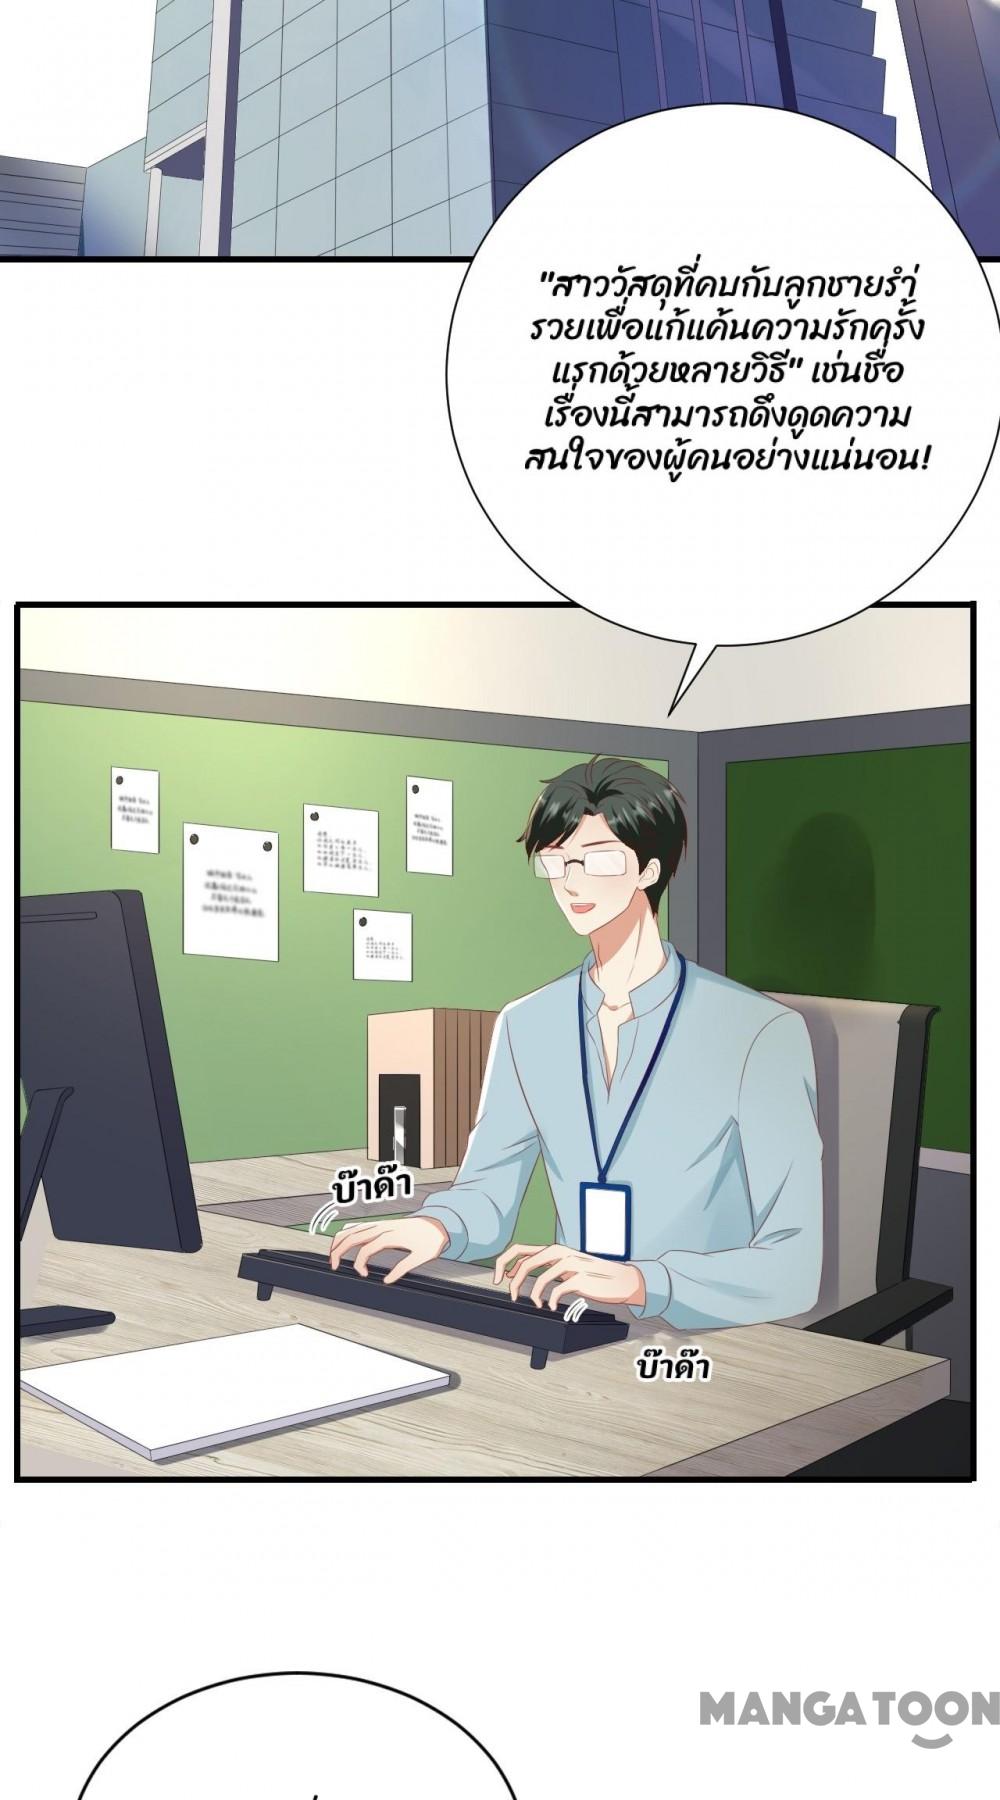 "สาววัสดุที่คบกับลูกชายรํ่า
รวยเพื่อแก้แค้นความรักครั้ง
แรกด้วยหลายวิธี" เช่นชื่อ
เรื่องนี้สามารถดึงดูดความ
สนใจของผู้คนอย่างแน่นอน!
บ๊าด๊า
บ๊าด๊า
MANGATOON